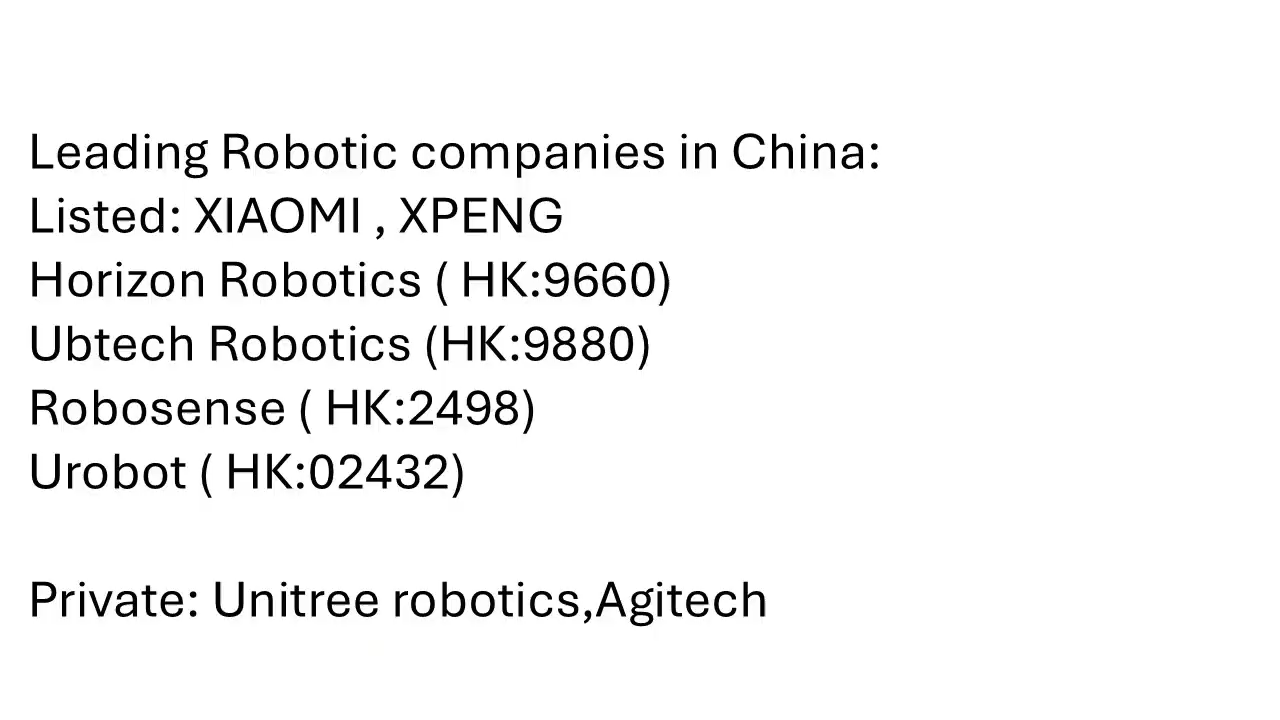 Leading Robotic companies in China:
Listed: XIAOMI , XPENG
Horizon Robotics ( HK:9660)
Ubtech Robotics (HK:9880)
Robosense ( HK:2498)
Urobot ( HK:02432)
Private: Unitree robotics,Agitech